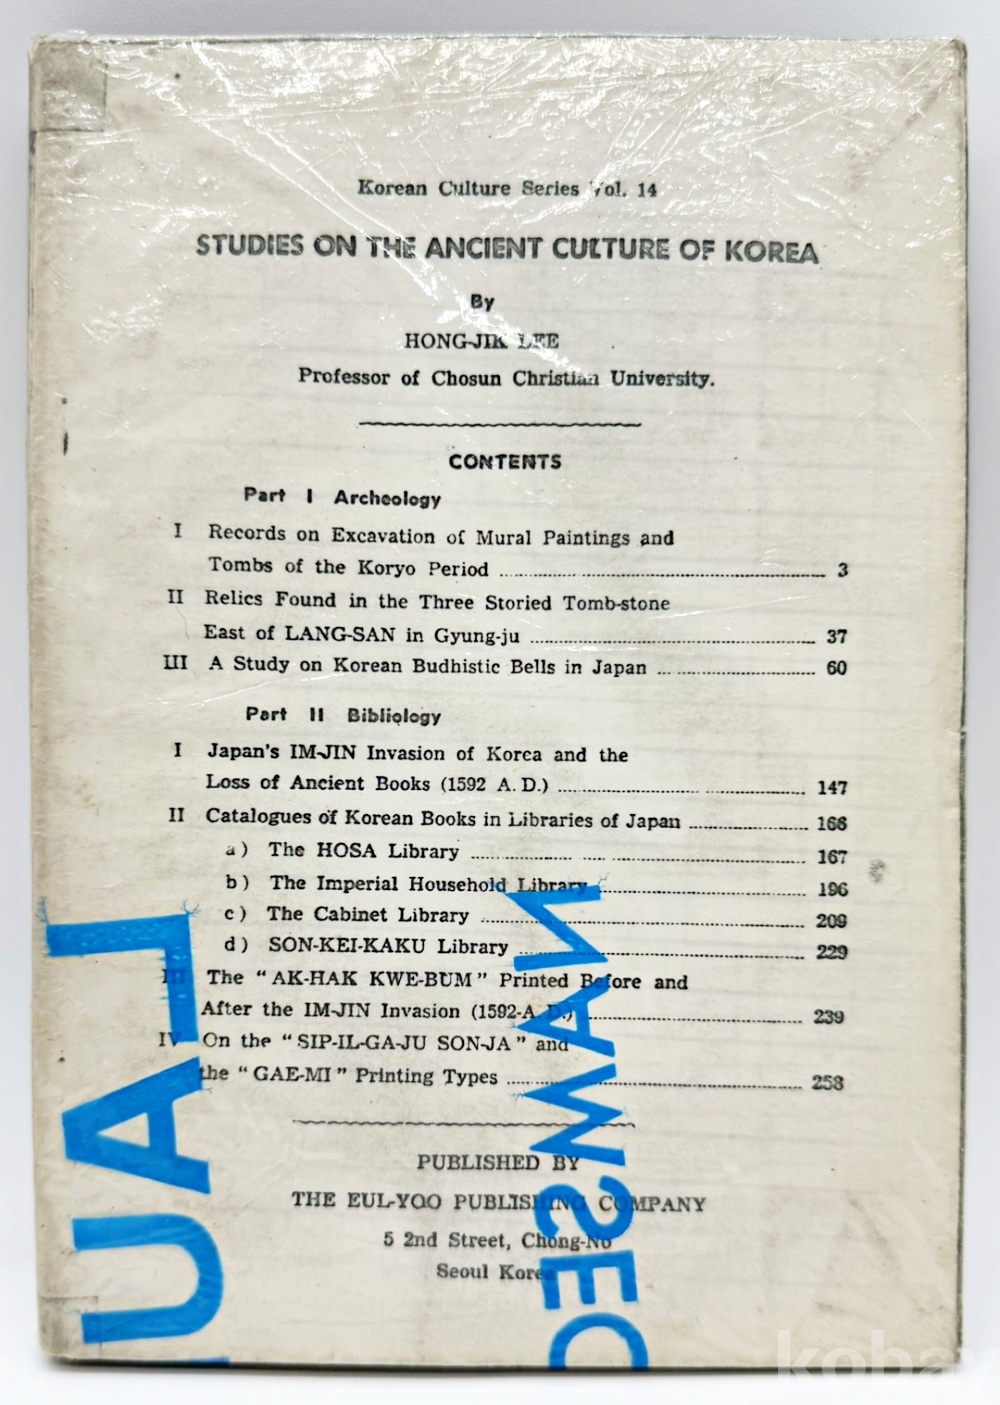 Korean Culture Series Vol. 14
STUDIES ON THE ANCIENT CULTURE OF KOREA
By
HONG-JIK LEE
Professor of Chosun Christian University.
CONTENTS
Part I Archeology
I Records on Excavation of Mural Paintings and
Tombs of the Koryo Period 3
II Relics Found in the Three Storied Tomb-stone
East of LANG-SAN in Gyung-ju 37
III A Study on Korean Budhistic Bells in Japan 60
Part II Bibliology
I Japan's IM-JIN Invasion of Korea and the
Loss of Ancient Books (1592 A.D.) 147
II Catalogues of Korean Books in Libraries of Japan 166
a) The HOSA Library 167
b) The Imperial Household Library 196
c) The Cabinet Library 209
d) SON-KEI-KAKU Library 229
III The "AK-HAK KWE-BUM" Printed Before and
After the IM-JIN Invasion (1592-A.D.) 239
IV On the "SIP-IL-GA-JU SON-JA" and
the "GAE-MI" Printing Types 258
PUBLISHED BY
THE EUL-YOO PUBLISHING COMPANY
5 2nd Street, Chong-No
Seoul Korea
kobay